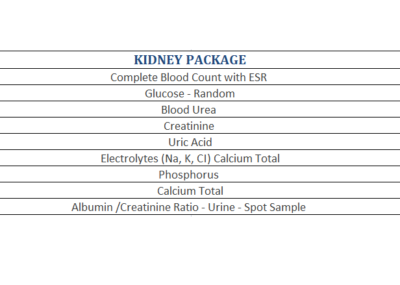 KIDNEY PACKAGE
Complete Blood Count with ESR
Glucose - Random
Blood Urea
Creatinine
Uric Acid
Electrolytes (Na, K, CI) Calcium Total
Phosphorus
Calcium Total
Albumin /Creatinine Ratio - Urine - Spot Sample